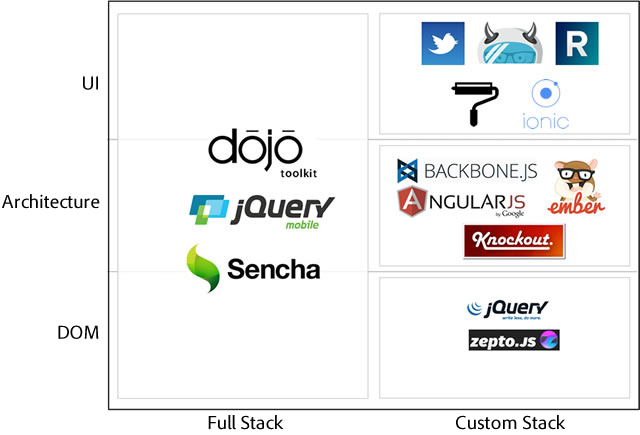 UI
R
ionic
dōjō
toolkit
Architecture
BACKBONE.JS
jQuery
mobile
NGULARJS
by Google
ember
Knockout.
Sencha
DOM
jQuery
write less, do more.
zepto.JS
Full Stack
Custom Stack